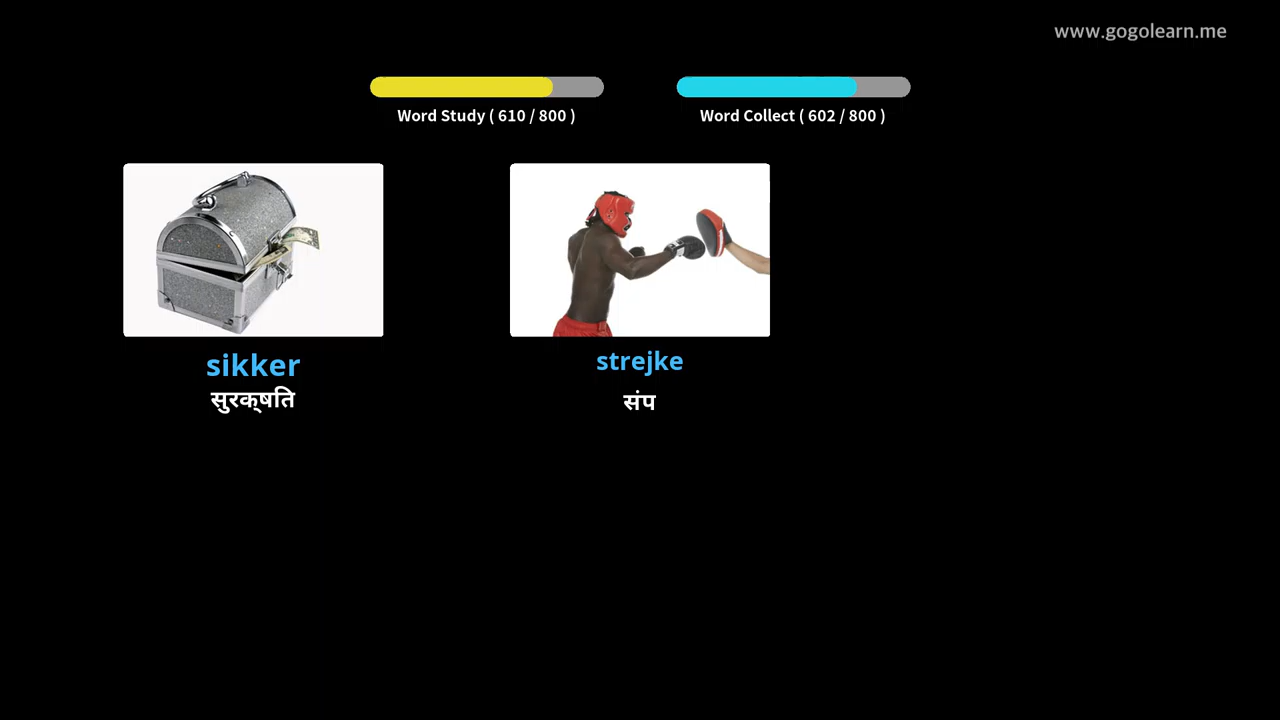 www.gogolearn.me
Word Study ( 610 / 800 )
Word Collect ( 602 / 800 )
sikker
सुरक्षति
strejke
संप